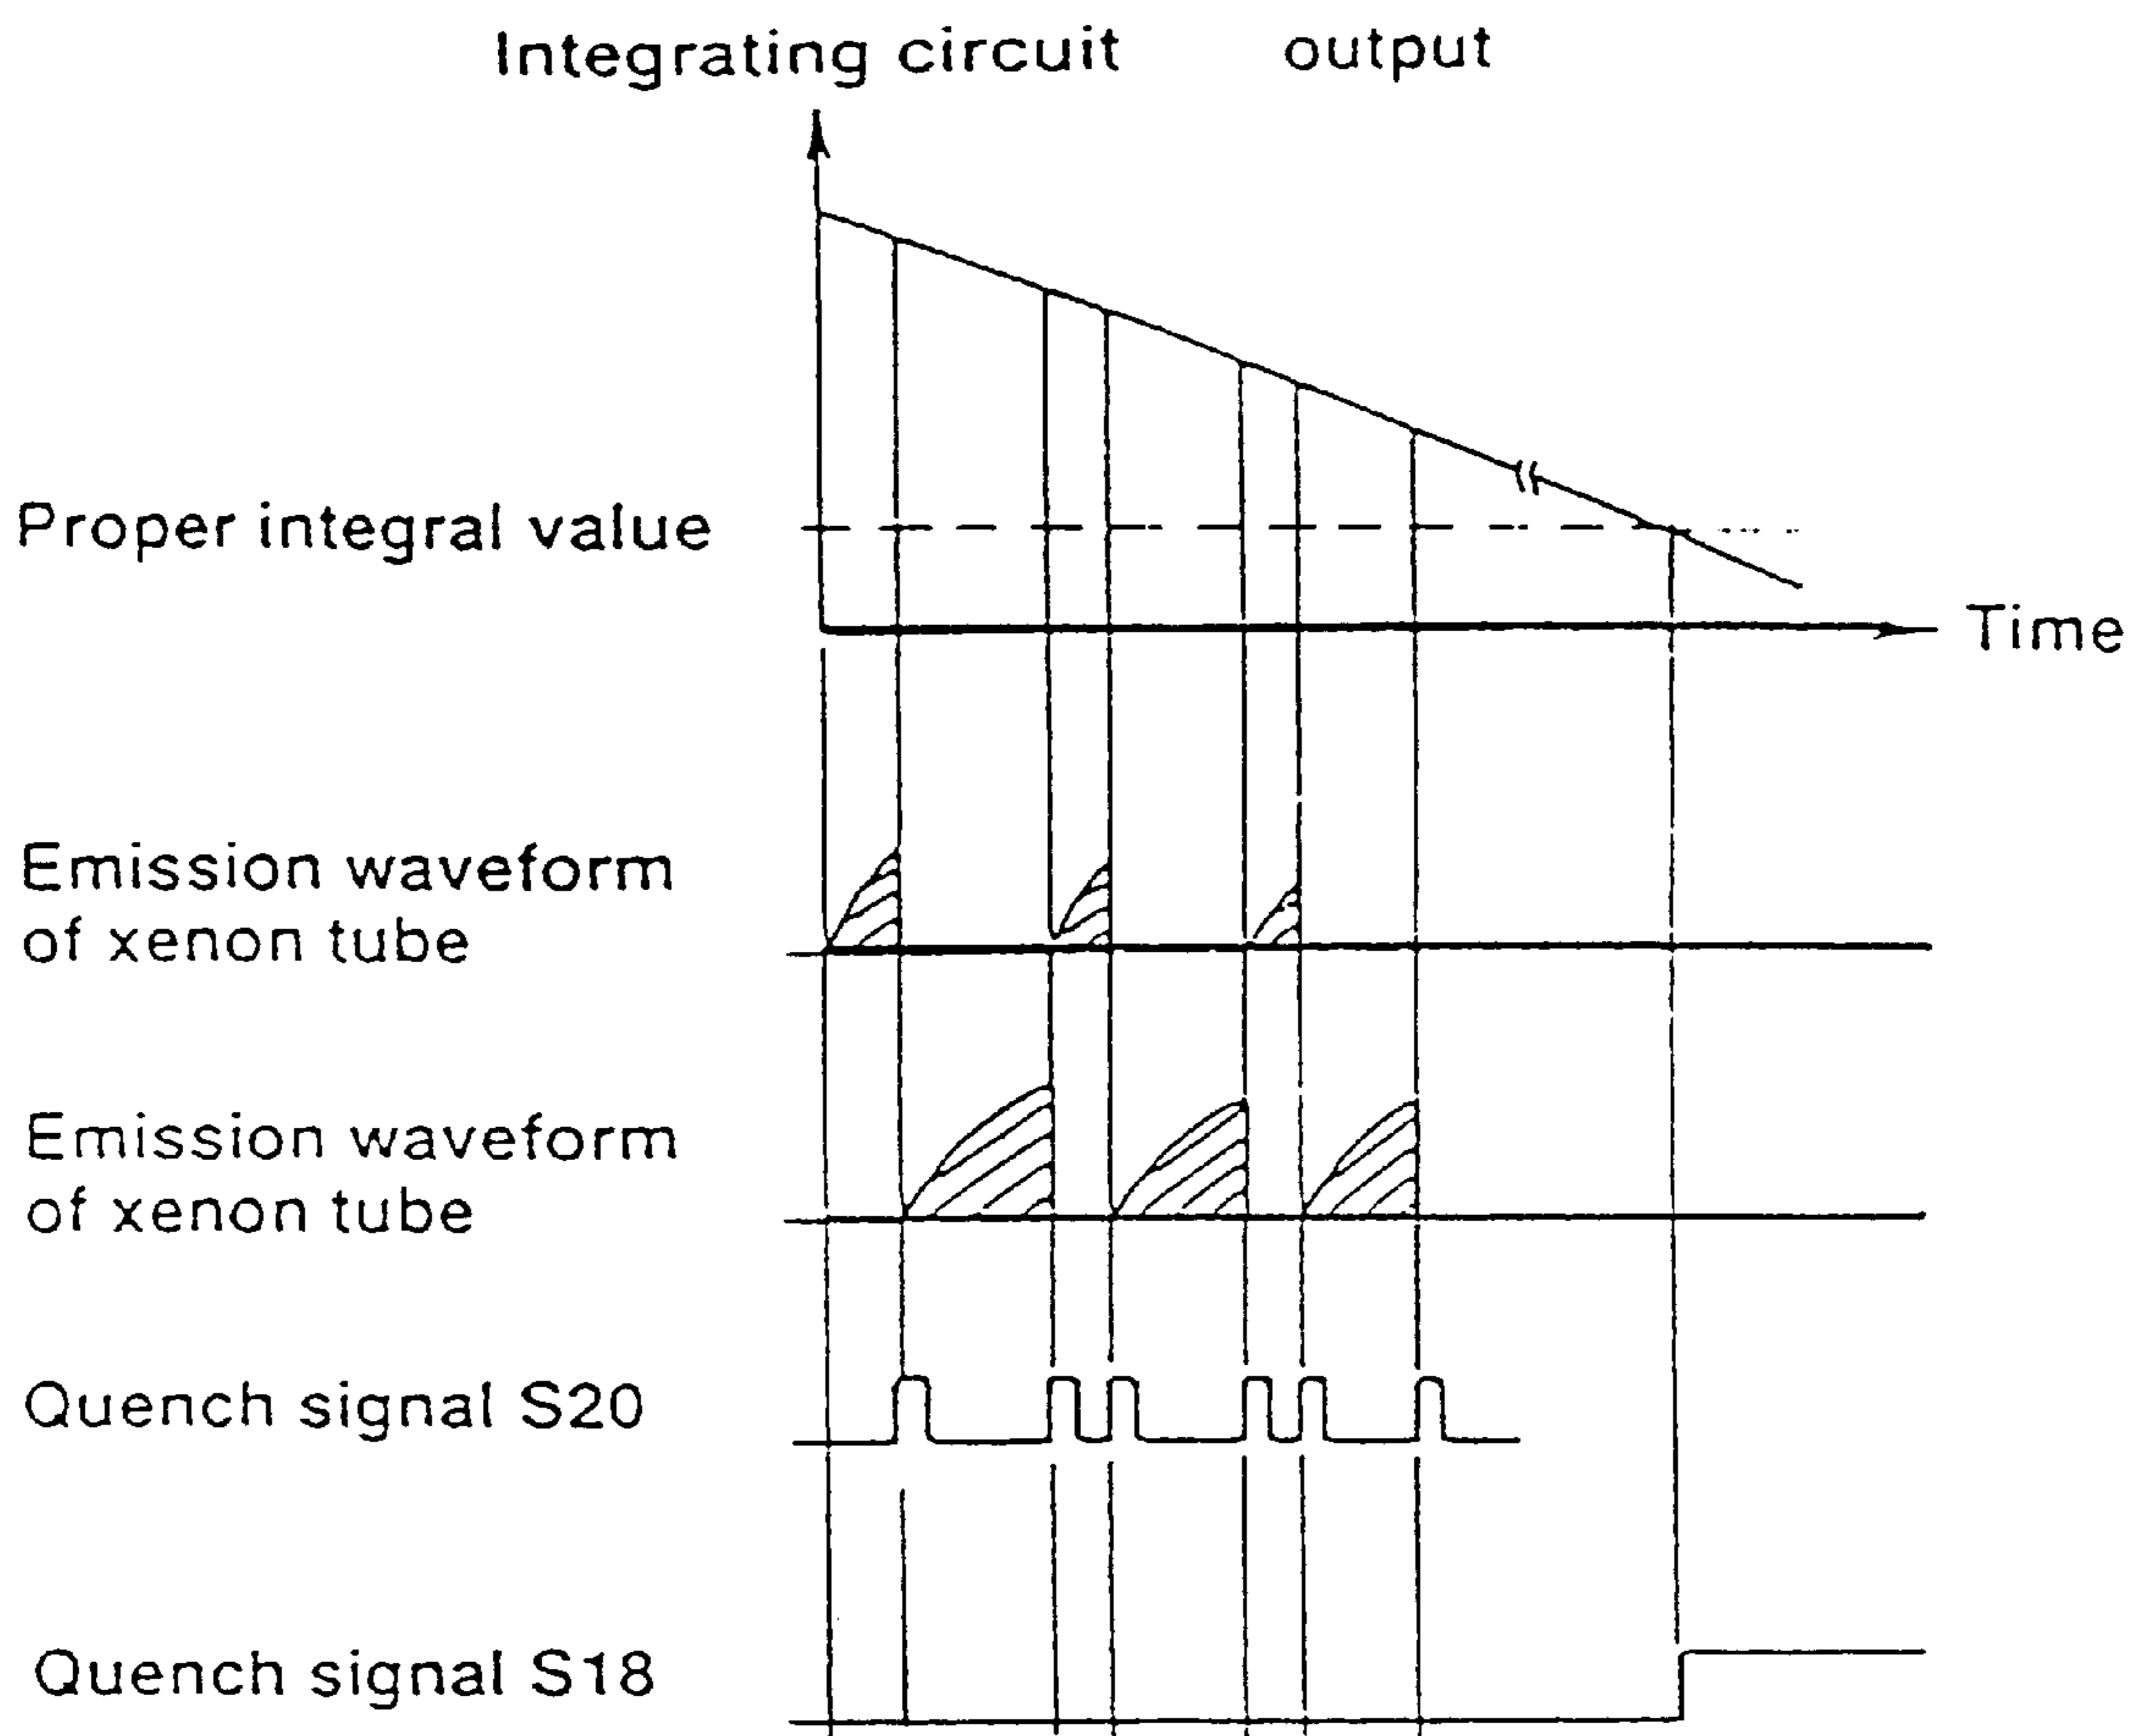 Integrating circuit output
Proper integral value
Time
Emission waveform
of xenon tube
Emission waveform
of xenon tube
Quench signal S20
Quench signal S18